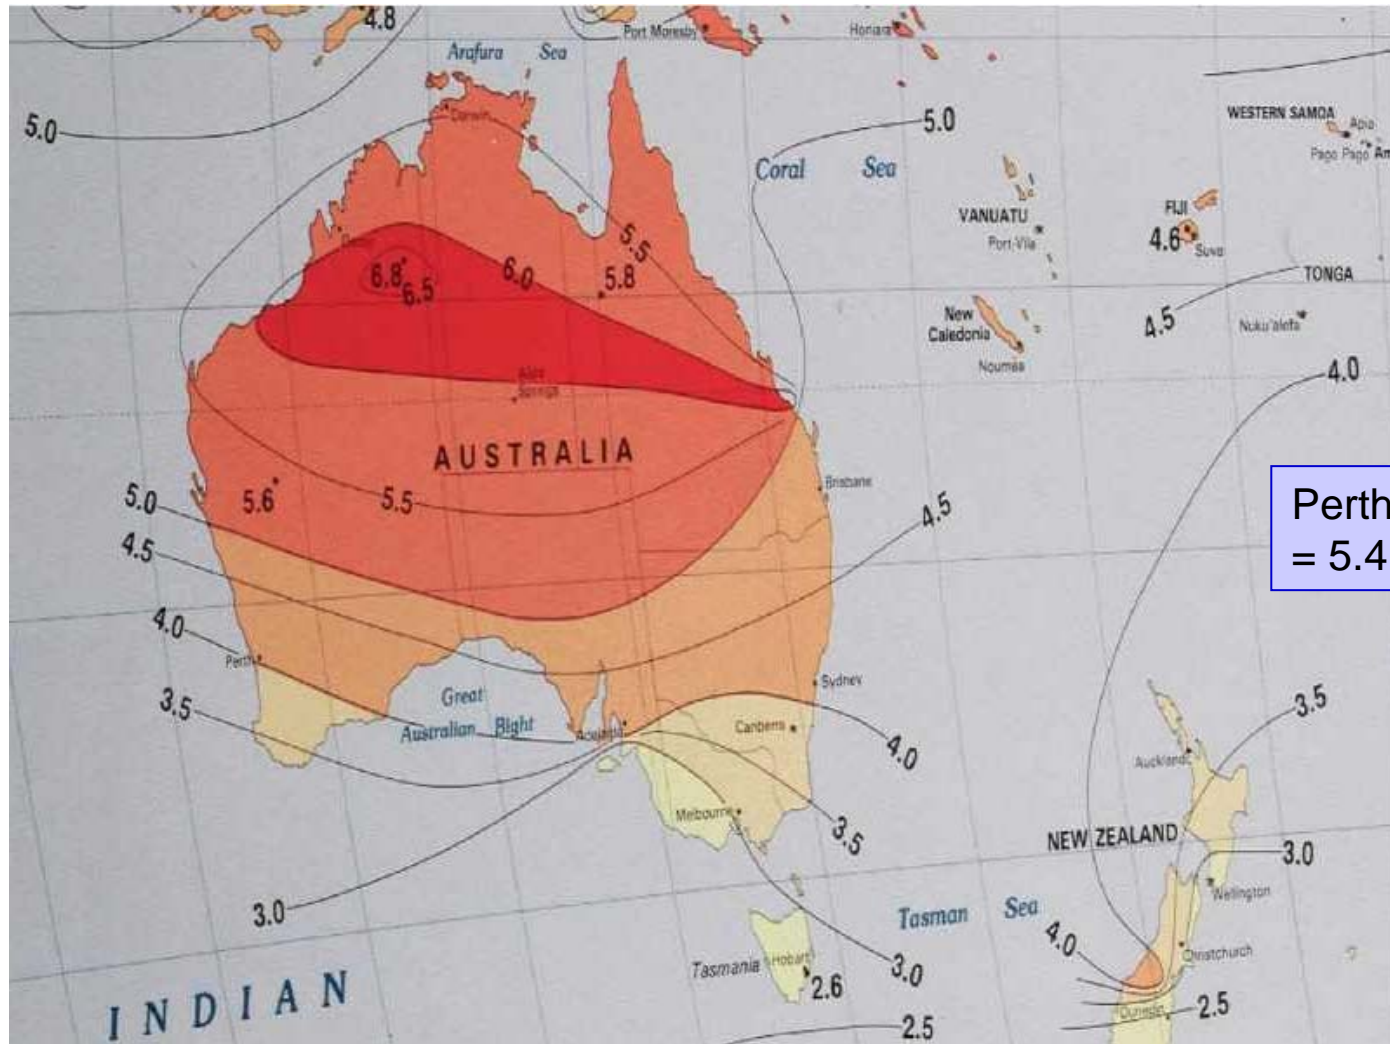 4.8
Port Moresby
Honiara
Arafura Sea
5.0
Darwin
5.0
WESTERN SAMOA
Apia
Pago Pago Am
Coral Sea
VANUATU
Port-Vila
FIJI
4.6
Suva
5.5
6.0
6.8
6.5
5.8
TONGA
4.5
Nuku'alofa
New
Caledonia
Nouméa
4.0
Alice
Springs
AUSTRALIA
5.6
5.5
5.0
4.5
4.5
Brisbane
Perth
= 5.4
4.0
Perth
3.5
Great
Australian Bight
Adelaide
Sydney
Canberra
4.0
3.5
Auckland
Melbourne
3.5
NEW ZEALAND
3.0
Wellington
3.0
Tasman Sea
4.0
Christchurch
Tasmania
Hobart
2.6
3.0
INDIAN
2.5
Dunedin
2.5